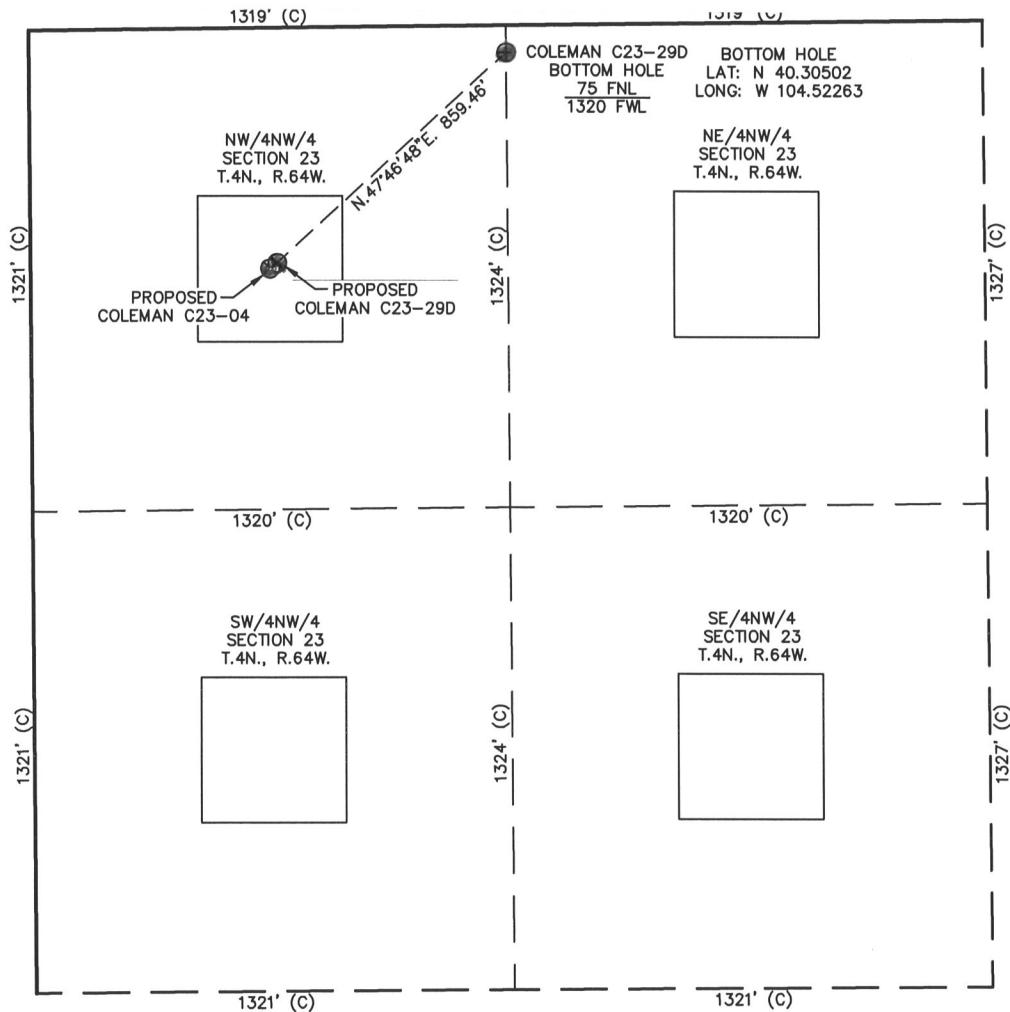 1319' (C)
1319' (C)
COLEMAN C23-29D
BOTTOM HOLE
75 FNL
1320 FWL
BOTTOM HOLE
LAT: N 40.30502
LONG: W 104.52263
N.47°46'48"E. 859.46'
NW/4NW/4
SECTION 23
T.4N., R.64W.
NE/4NW/4
SECTION 23
T.4N., R.64W.
1321' (C)
1324' (C)
1327' (C)
PROPOSED
COLEMAN C23-04
PROPOSED
COLEMAN C23-29D
1320' (C)
1320' (C)
SW/4NW/4
SECTION 23
T.4N., R.64W.
SE/4NW/4
SECTION 23
T.4N., R.64W.
1321' (C)
1324' (C)
1327' (C)
1321' (C)
1321' (C)